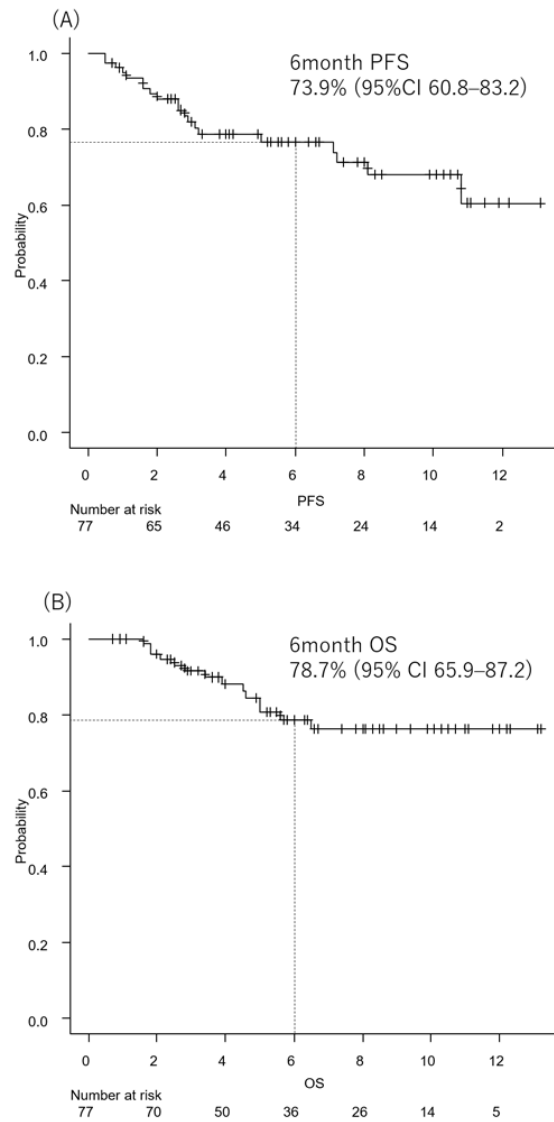 (A)
6month PFS
73.9% (95%CI 60.8–83.2)
Probability
1.0
0.8
0.6
0.4
0.2
0.0
0 2 4 6 8 10 12
PFS
Number at risk
77 65 46 34 24 14 2
(B)
6month OS
78.7% (95% CI 65.9–87.2)
Probability
1.0
0.8
0.6
0.4
0.2
0.0
0 2 4 6 8 10 12
OS
Number at risk
77 70 50 36 26 14 5